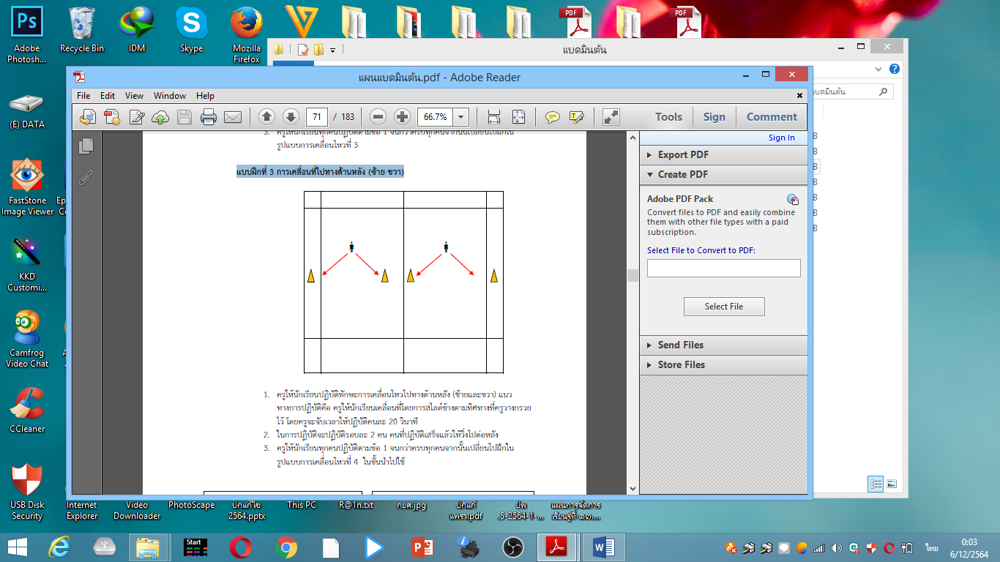 Adobe Photosh...
Recycle Bin
IDM
Skype
Mozilla Firefox
แบดมินตัน
(E) DATA
FastStone Image Viewer
KKD Customi...
Camfrog Video Chat
CCleaner
USB Disk Security
แผนแบดมินตัน.pdf - Adobe Reader
File Edit View Window Help
71 / 183
66.7%
Tools Sign Comment
Sign In
Export PDF
Create PDF
Adobe PDF Pack
Convert files to PDF and easily combine
them with other file types with a paid
subscription.
Select File to Convert to PDF:
Select File
Send Files
Store Files
3. ครูให้นักเรียนทุกคนปฏิบัติตามข้อ 1 จนกว่าครบทุกคนจากนั้นเปลี่ยนไปฝึกใน
รูปแบบการเคลื่อนไหวที่ 3
แบบฝึกที่ 3 การเคลื่อนที่ไปทางด้านหลัง (ซ้าย-ขวา)
1. ครูให้นักเรียนปฏิบัติทักษะการเคลื่อนไหวไปทางด้านหลัง (ซ้ายและขวา) แนว
ทางการปฏิบัติคือ ครูให้นักเรียนเคลื่อนที่โดยการสไลด์ข้างตามทิศทางที่ครูวางกรวย
ไว้ โดยครูจะจับเวลาให้ปฏิบัติคนละ 20 วินาที
2. ในการปฏิบัติจะปฏิบัติรอบละ 2 คน คนที่ปฏิบัติเสร็จแล้วให้วิ่งไปต่อหลัง
3. ครูให้นักเรียนทุกคนปฏิบัติตามข้อ 1 จนกว่าครบทุกคนจากนั้นเปลี่ยนไปฝึกใน
รูปแบบการเคลื่อนไหวที่ 4 ในขั้นนำไปใช้
Internet Explorer
Video Downloader
PhotoScape
ปกแก้ไข 2564.pptx
This PC
R@1n.txt
กยศ.jpg
ปกแก้ แพรว.pdf
ปพ .5-2564-1-...
แผนการจัดการ เรียนรู้ที่ ๑๓....
Start
ไทย
0:03
6/12/2564